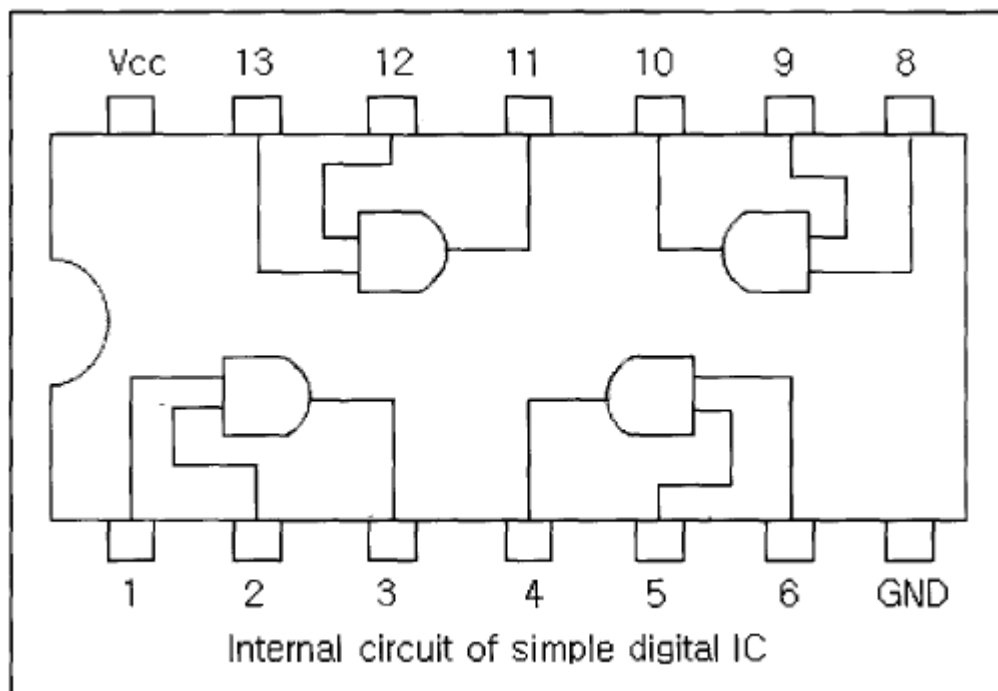 Vcc 13 12 11 10 9 8
1 2 3 4 5 6 GND
Internal circuit of simple digital IC